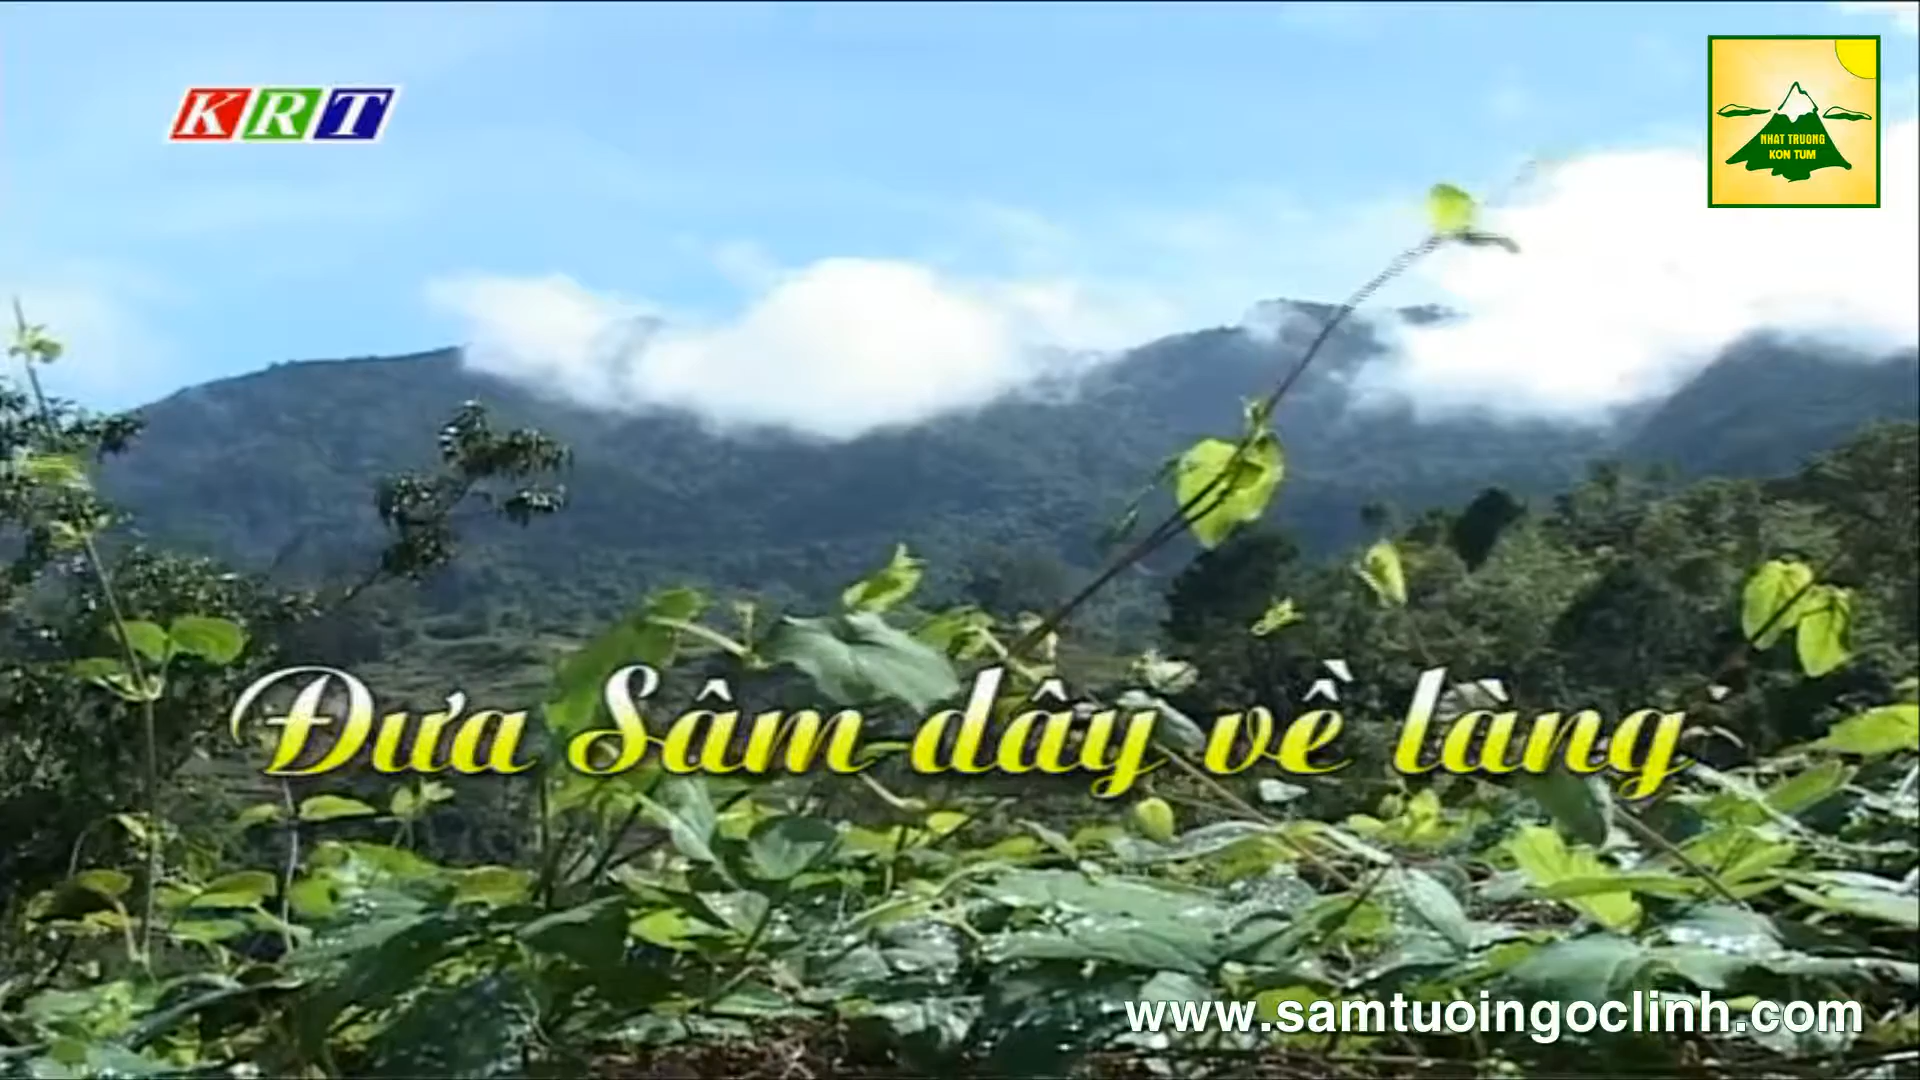 KRT
NHAT TRUONG
KON TUM
Đưa Sâm dây về làng
www.samtuoingoclinh.com